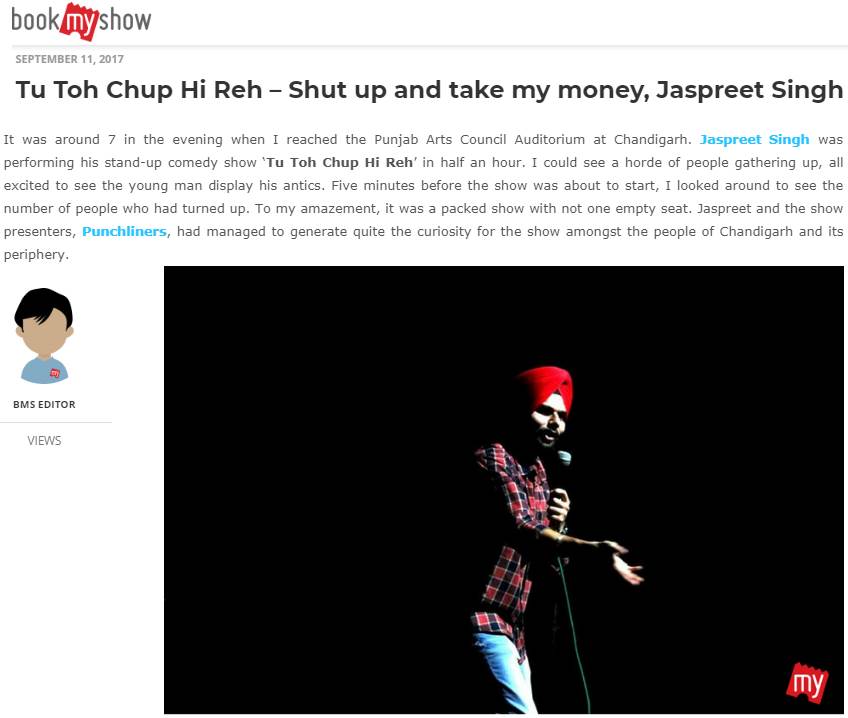 bookmyshow
SEPTEMBER 11, 2017
Tu Toh Chup Hi Reh – Shut up and take my money, Jaspreet Singh
It was around 7 in the evening when I reached the Punjab Arts Council Auditorium at Chandigarh. Jaspreet Singh was
performing his stand-up comedy show ‘Tu Toh Chup Hi Reh’ in half an hour. I could see a horde of people gathering up, all
excited to see the young man display his antics. Five minutes before the show was about to start, I looked around to see the
number of people who had turned up. To my amazement, it was a packed show with not one empty seat. Jaspreet and the show
presenters, Punchliners, had managed to generate quite the curiosity for the show amongst the people of Chandigarh and its
periphery.
my
BMS EDITOR
VIEWS
my